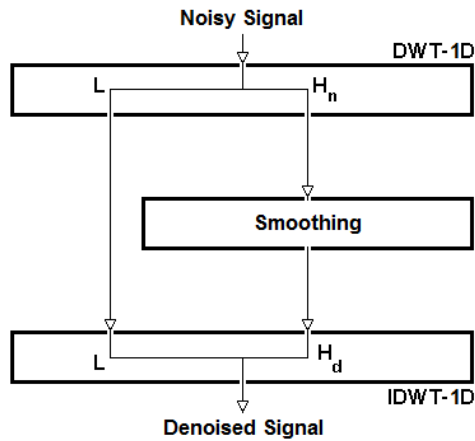 Noisy Signal
DWT-1D
L
Hn
Smoothing
L
Hd
IDWT-1D
Denoised Signal